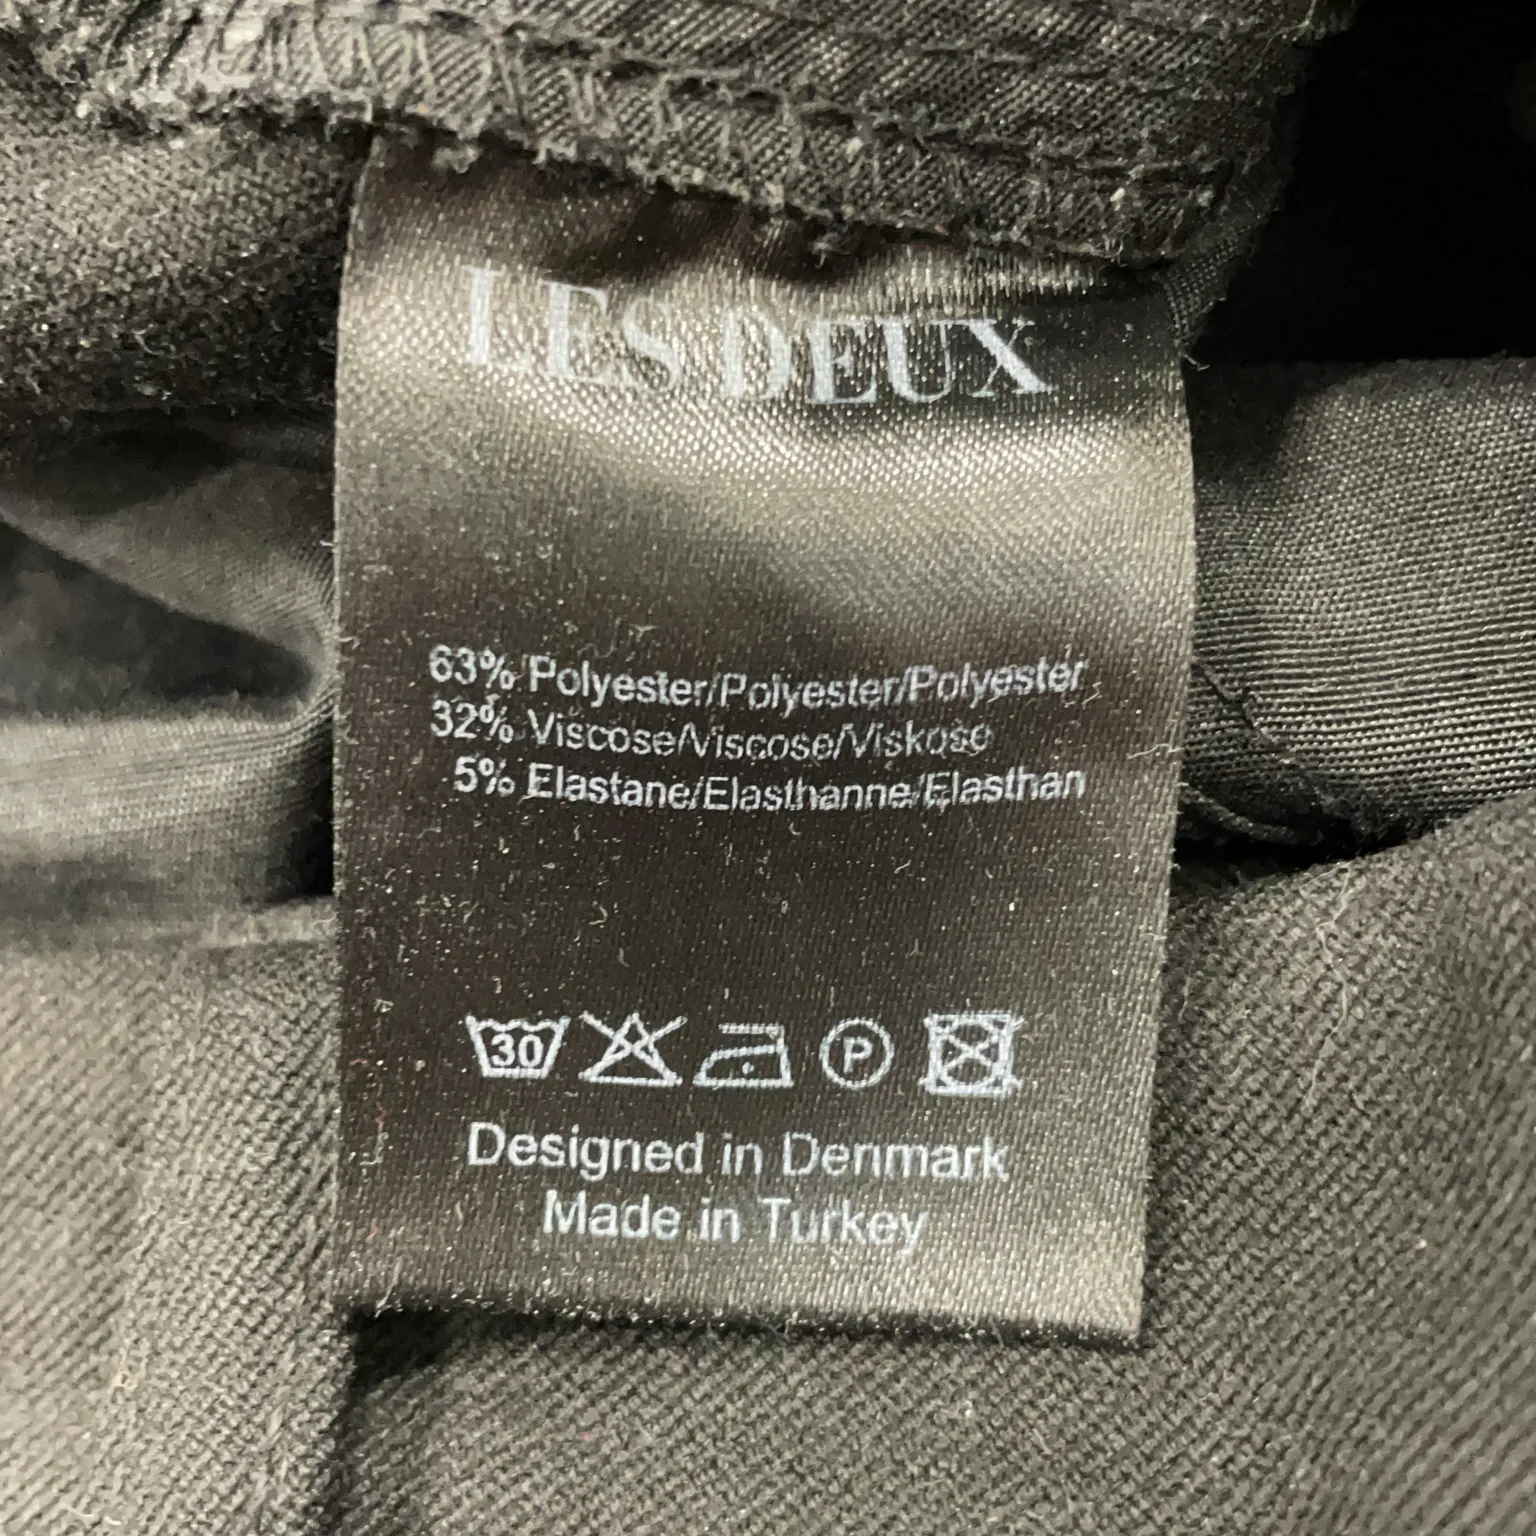 LES DEUX
63% Polyester/Polyester/Polyester
32% Viscose/Viscose/Viskose
5% Elastane/Elasthanne/Elasthan
30 P
Designed in Denmark
Made in Turkey